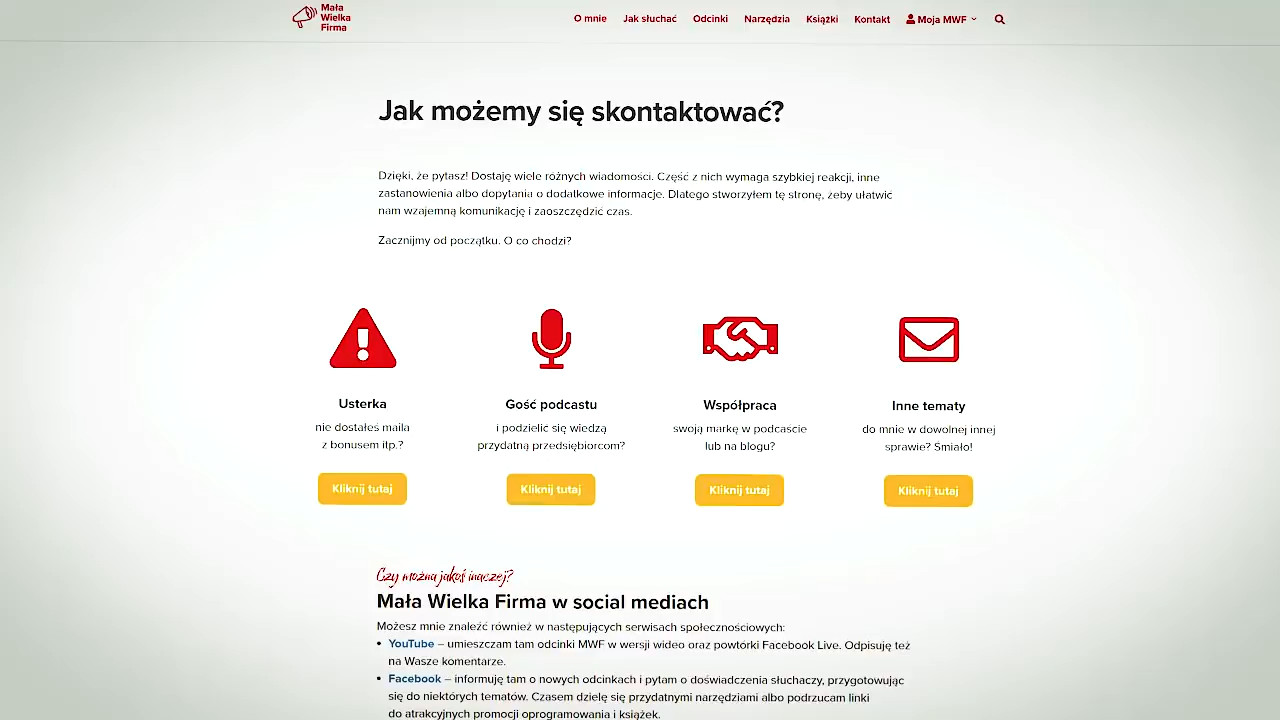 Mała
Wielka
Firma
O mnie Jak słuchać Odcinki Narzędzia Książki Kontakt Moja MWF
Jak możemy się skontaktować?
Dzięki, że pytasz! Dostaję wiele różnych wiadomości. Część z nich wymaga szybkiej reakcji, inne
zastanowienia albo dopytania o dodatkowe informacje. Dlatego stworzyłem tę stronę, żeby ułatwić
nam wzajemną komunikację i zaoszczędzić czas.
Zacznijmy od początku. O co chodzi?
Usterka
nie dostałeś maila
z bonusem itp.?
Kliknij tutaj
Gość podcastu
i podzielić się wiedzą
przydatną przedsiębiorcom?
Kliknij tutaj
Współpraca
swoją markę w podcaście
lub na blogu?
Kliknij tutaj
Inne tematy
do mnie w dowolnej innej
sprawie? Śmiało!
Kliknij tutaj
Czy można jakoś inaczej?
Mała Wielka Firma w social mediach
Możesz mnie znaleźć również w następujących serwisach społecznościowych:
• YouTube – umieszczam tam odcinki MWF w wersji wideo oraz powtórki Facebook Live. Odpisuję też
na Wasze komentarze.
• Facebook – informuję tam o nowych odcinkach i pytam o doświadczenia słuchaczy, przygotowując
się do niektórych tematów. Czasem dzielę się przydatnymi narzędziami albo podrzucam linki
do atrakcyjnych promocji oprogramowania i książek.